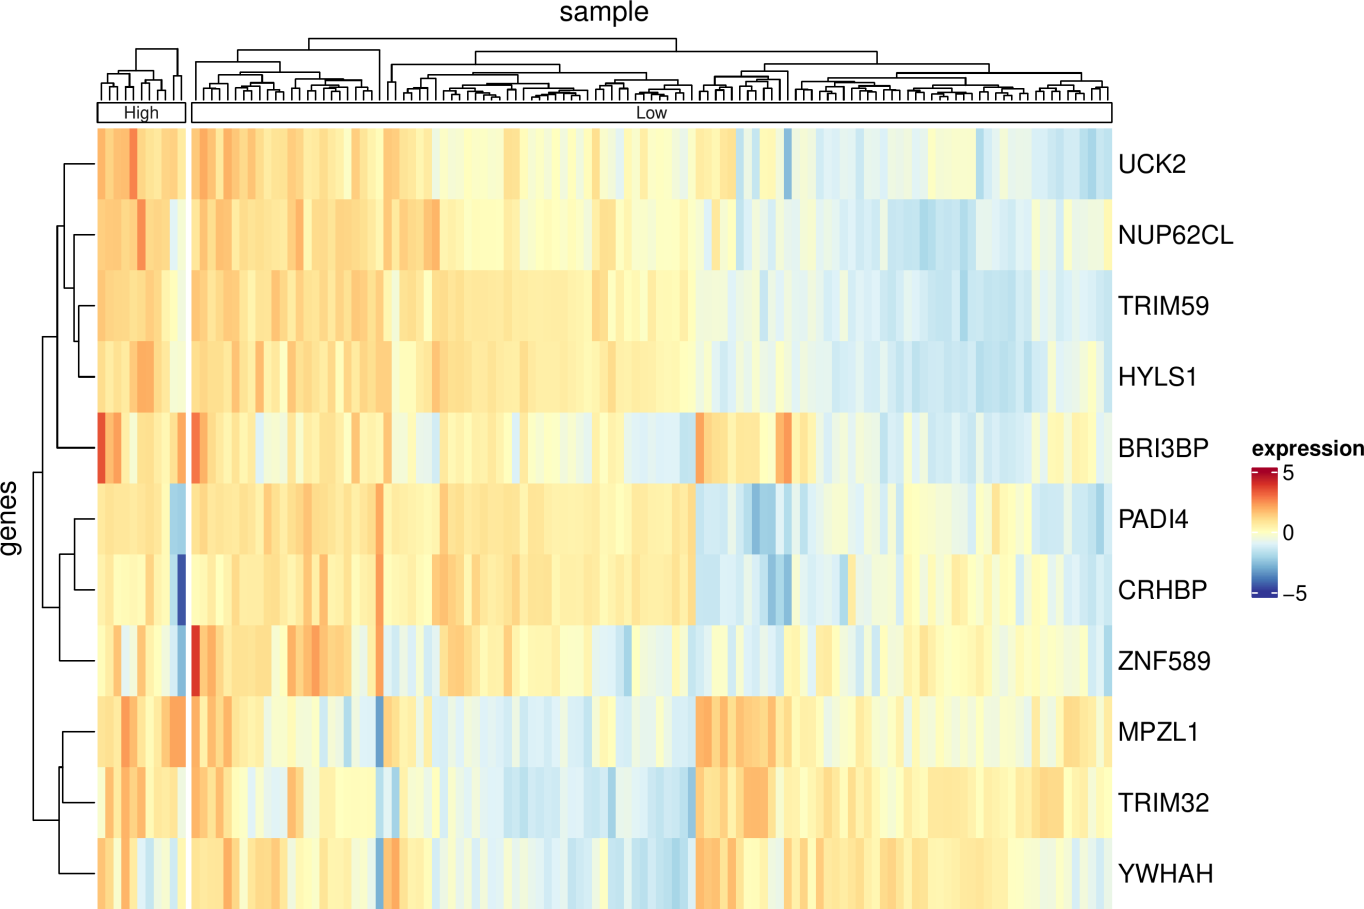 sample
High
Low
UCK2
NUP62CL
TRIM59
HYLS1
BRI3BP
PADI4
CRHBP
ZNF589
MPZL1
TRIM32
YWHAH
genes
expression
5
0
−5